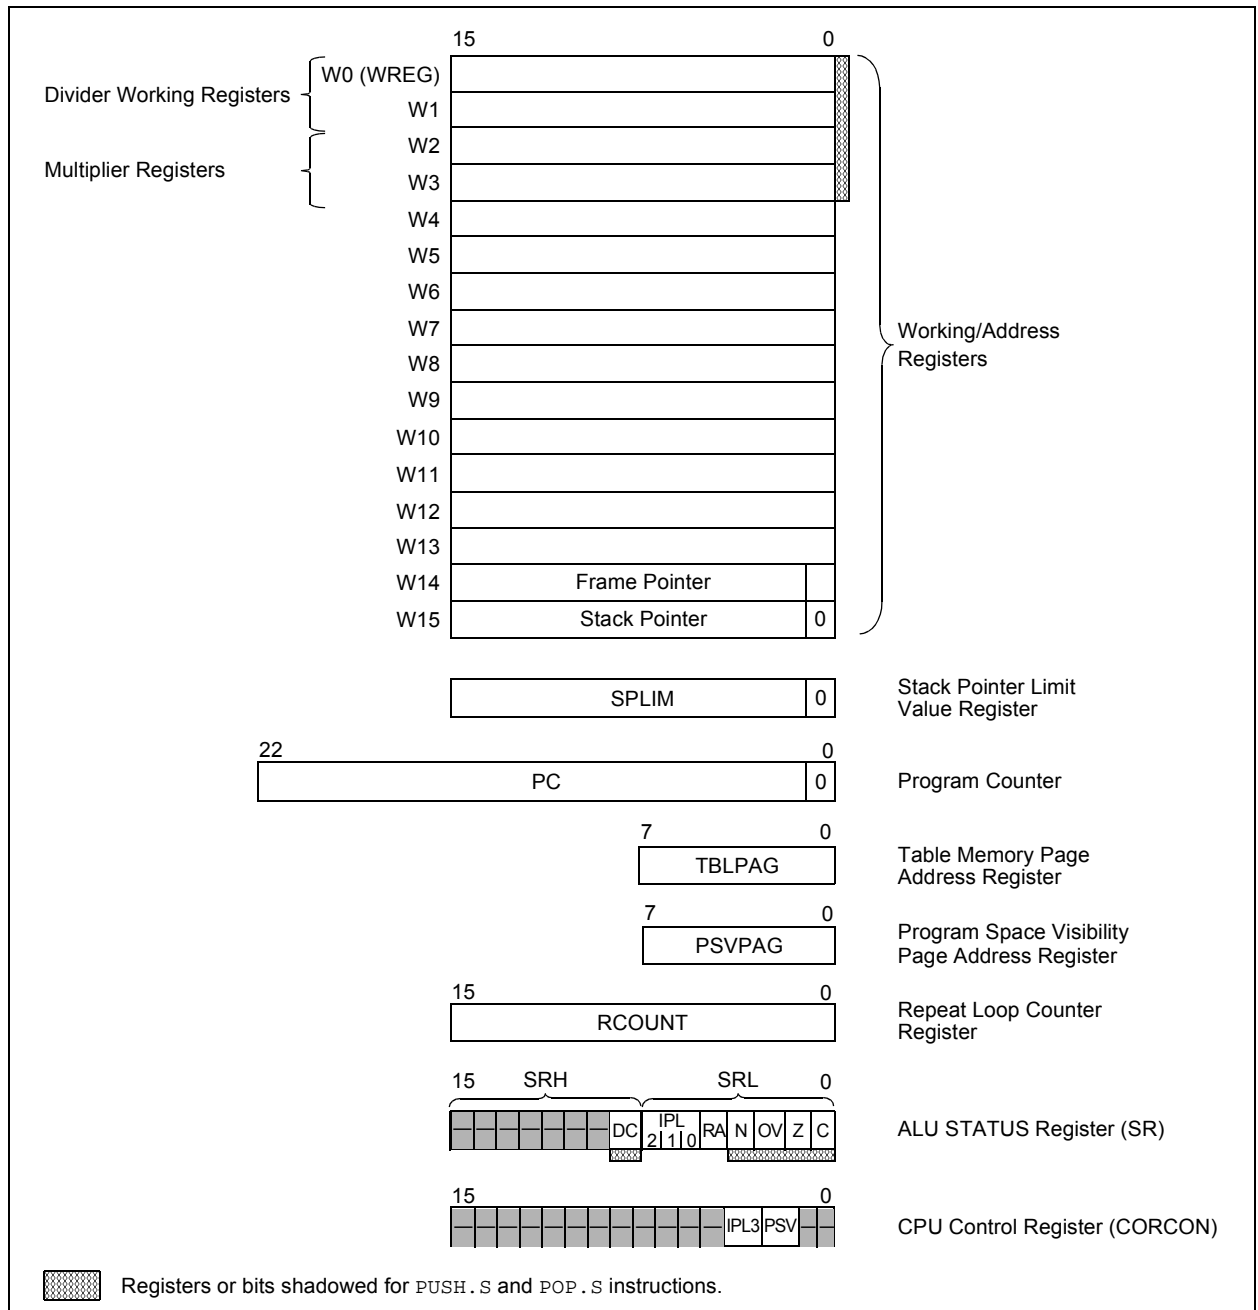 15 0
W0 (WREG)
Divider Working Registers
W1
W2
Multiplier Registers
W3
W4
W5
W6
W7
Working/Address
Registers
W8
W9
W10
W11
W12
W13
W14 Frame Pointer
W15 Stack Pointer 0
SPLIM 0
Stack Pointer Limit
Value Register
22 0
PC 0 Program Counter
7 0
TBLPAG
Table Memory Page
Address Register
7 0
PSVPAG
Program Space Visibility
Page Address Register
15 0
RCOUNT
Repeat Loop Counter
Register
15 SRH SRL 0
— — — — — — — DC IPL 2 1 0 RA N OV Z C ALU STATUS Register (SR)
15 0
— — — — — — — — — — — — IPL3 PSV — — CPU Control Register (CORCON)
Registers or bits shadowed for PUSH.S and POP.S instructions.